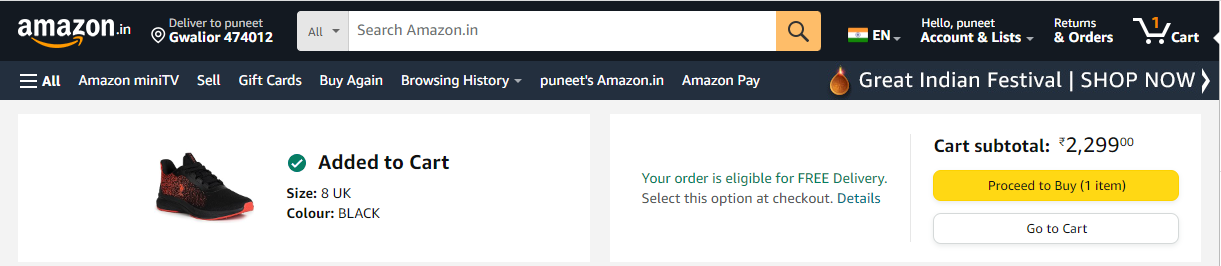 amazon.in
Deliver to puneet
Gwalior 474012
All
Search Amazon.in
EN
Hello, puneet
Account & Lists
Returns
& Orders
1
Cart
All
Amazon miniTV
Sell
Gift Cards
Buy Again
Browsing History
puneet's Amazon.in
Amazon Pay
Great Indian Festival | SHOP NOW
Added to Cart
Size: 8 UK
Colour: BLACK
Your order is eligible for FREE Delivery.
Select this option at checkout. Details
Cart subtotal: ₹2,29900
Proceed to Buy (1 item)
Go to Cart